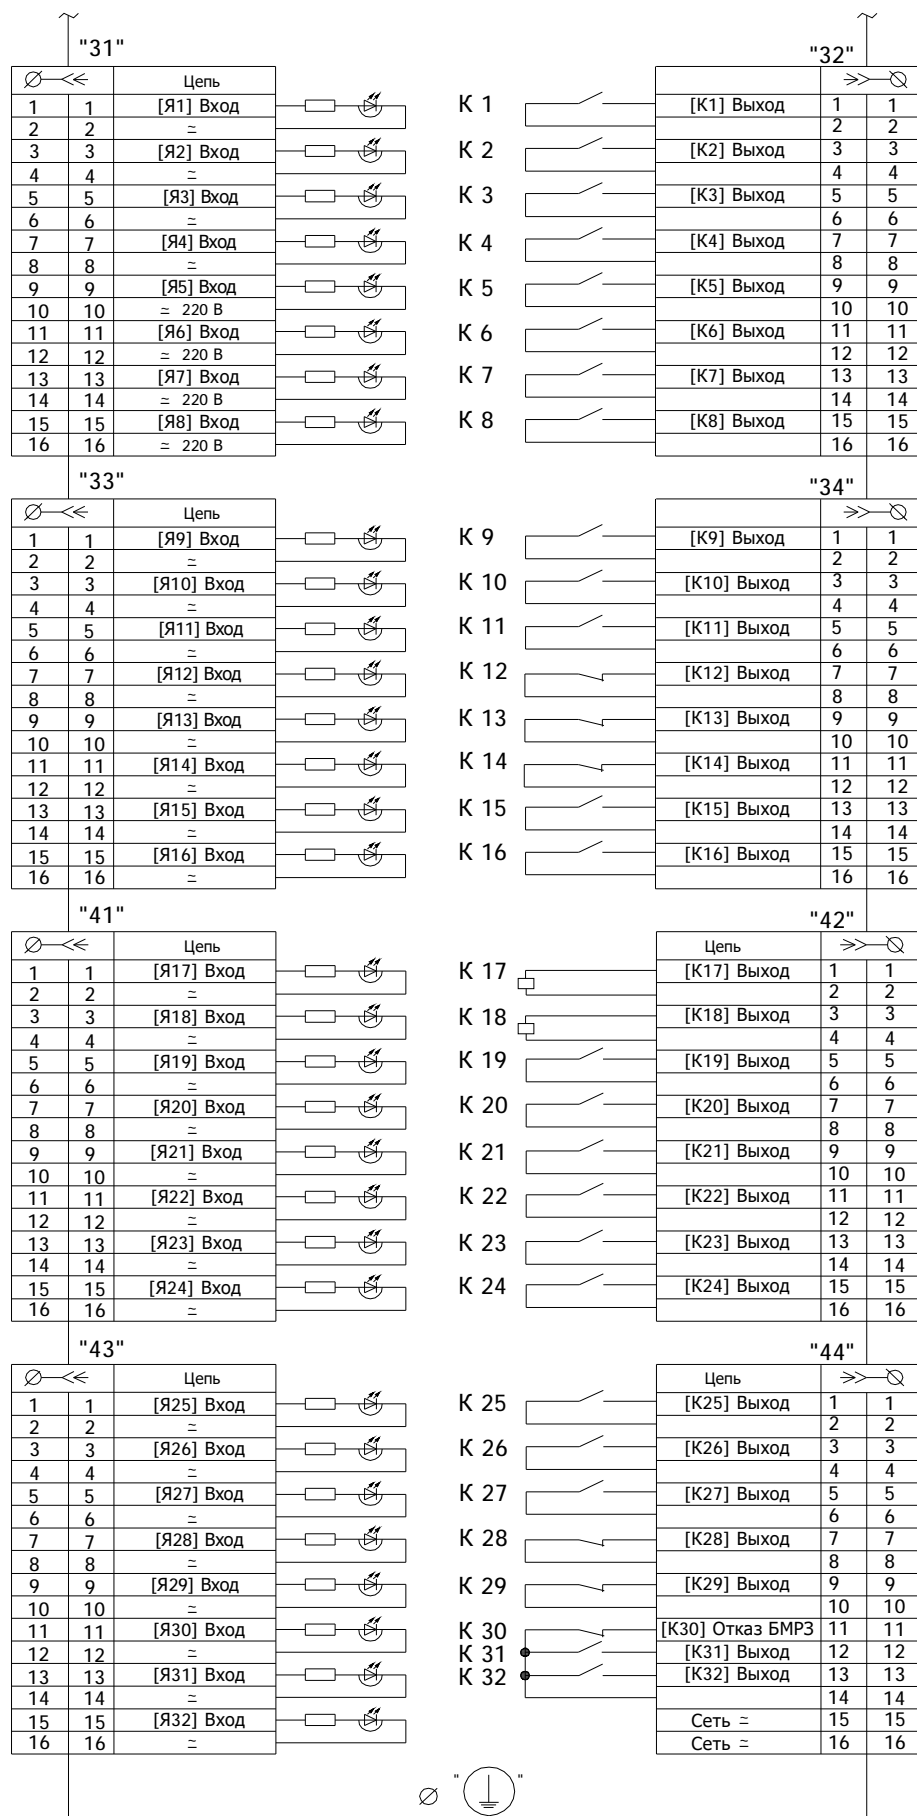 "31" "32"
Цепь
1 1 [Я1] Вход К 1 [К1] Выход 1 1
2 2 ≃ 2 2
3 3 [Я2] Вход К 2 [К2] Выход 3 3
4 4 ≃ 4 4
5 5 [Я3] Вход К 3 [К3] Выход 5 5
6 6 ≃ 6 6
7 7 [Я4] Вход К 4 [К4] Выход 7 7
8 8 ≃ 8 8
9 9 [Я5] Вход К 5 [К5] Выход 9 9
10 10 ≃ 220 В 10 10
11 11 [Я6] Вход К 6 [К6] Выход 11 11
12 12 ≃ 220 В 12 12
13 13 [Я7] Вход К 7 [К7] Выход 13 13
14 14 ≃ 220 В 14 14
15 15 [Я8] Вход К 8 [К8] Выход 15 15
16 16 ≃ 220 В 16 16
"33" "34"
Цепь
1 1 [Я9] Вход К 9 [К9] Выход 1 1
2 2 ≃ 2 2
3 3 [Я10] Вход К 10 [К10] Выход 3 3
4 4 ≃ 4 4
5 5 [Я11] Вход К 11 [К11] Выход 5 5
6 6 ≃ 6 6
7 7 [Я12] Вход К 12 [К12] Выход 7 7
8 8 ≃ 8 8
9 9 [Я13] Вход К 13 [К13] Выход 9 9
10 10 ≃ 10 10
11 11 [Я14] Вход К 14 [К14] Выход 11 11
12 12 ≃ 12 12
13 13 [Я15] Вход К 15 [К15] Выход 13 13
14 14 ≃ 14 14
15 15 [Я16] Вход К 16 [К16] Выход 15 15
16 16 ≃ 16 16
"41" "42"
Цепь Цепь
1 1 [Я17] Вход К 17 [К17] Выход 1 1
2 2 ≃ 2 2
3 3 [Я18] Вход К 18 [К18] Выход 3 3
4 4 ≃ 4 4
5 5 [Я19] Вход К 19 [К19] Выход 5 5
6 6 ≃ 6 6
7 7 [Я20] Вход К 20 [К20] Выход 7 7
8 8 ≃ 8 8
9 9 [Я21] Вход К 21 [К21] Выход 9 9
10 10 ≃ 10 10
11 11 [Я22] Вход К 22 [К22] Выход 11 11
12 12 ≃ 12 12
13 13 [Я23] Вход К 23 [К23] Выход 13 13
14 14 ≃ 14 14
15 15 [Я24] Вход К 24 [К24] Выход 15 15
16 16 ≃ 16 16
"43" "44"
Цепь Цепь
1 1 [Я25] Вход К 25 [К25] Выход 1 1
2 2 ≃ 2 2
3 3 [Я26] Вход К 26 [К26] Выход 3 3
4 4 ≃ 4 4
5 5 [Я27] Вход К 27 [К27] Выход 5 5
6 6 ≃ 6 6
7 7 [Я28] Вход К 28 [К28] Выход 7 7
8 8 ≃ 8 8
9 9 [Я29] Вход К 29 [К29] Выход 9 9
10 10 ≃ 10 10
11 11 [Я30] Вход К 30 [К30] Отказ БМРЗ 11 11
12 12 ≃ К 31 [К31] Выход 12 12
13 13 [Я31] Вход К 32 [К32] Выход 13 13
14 14 ≃ 14 14
15 15 [Я32] Вход Сеть ≃ 15 15
16 16 ≃ Сеть ≃ 16 16
" "